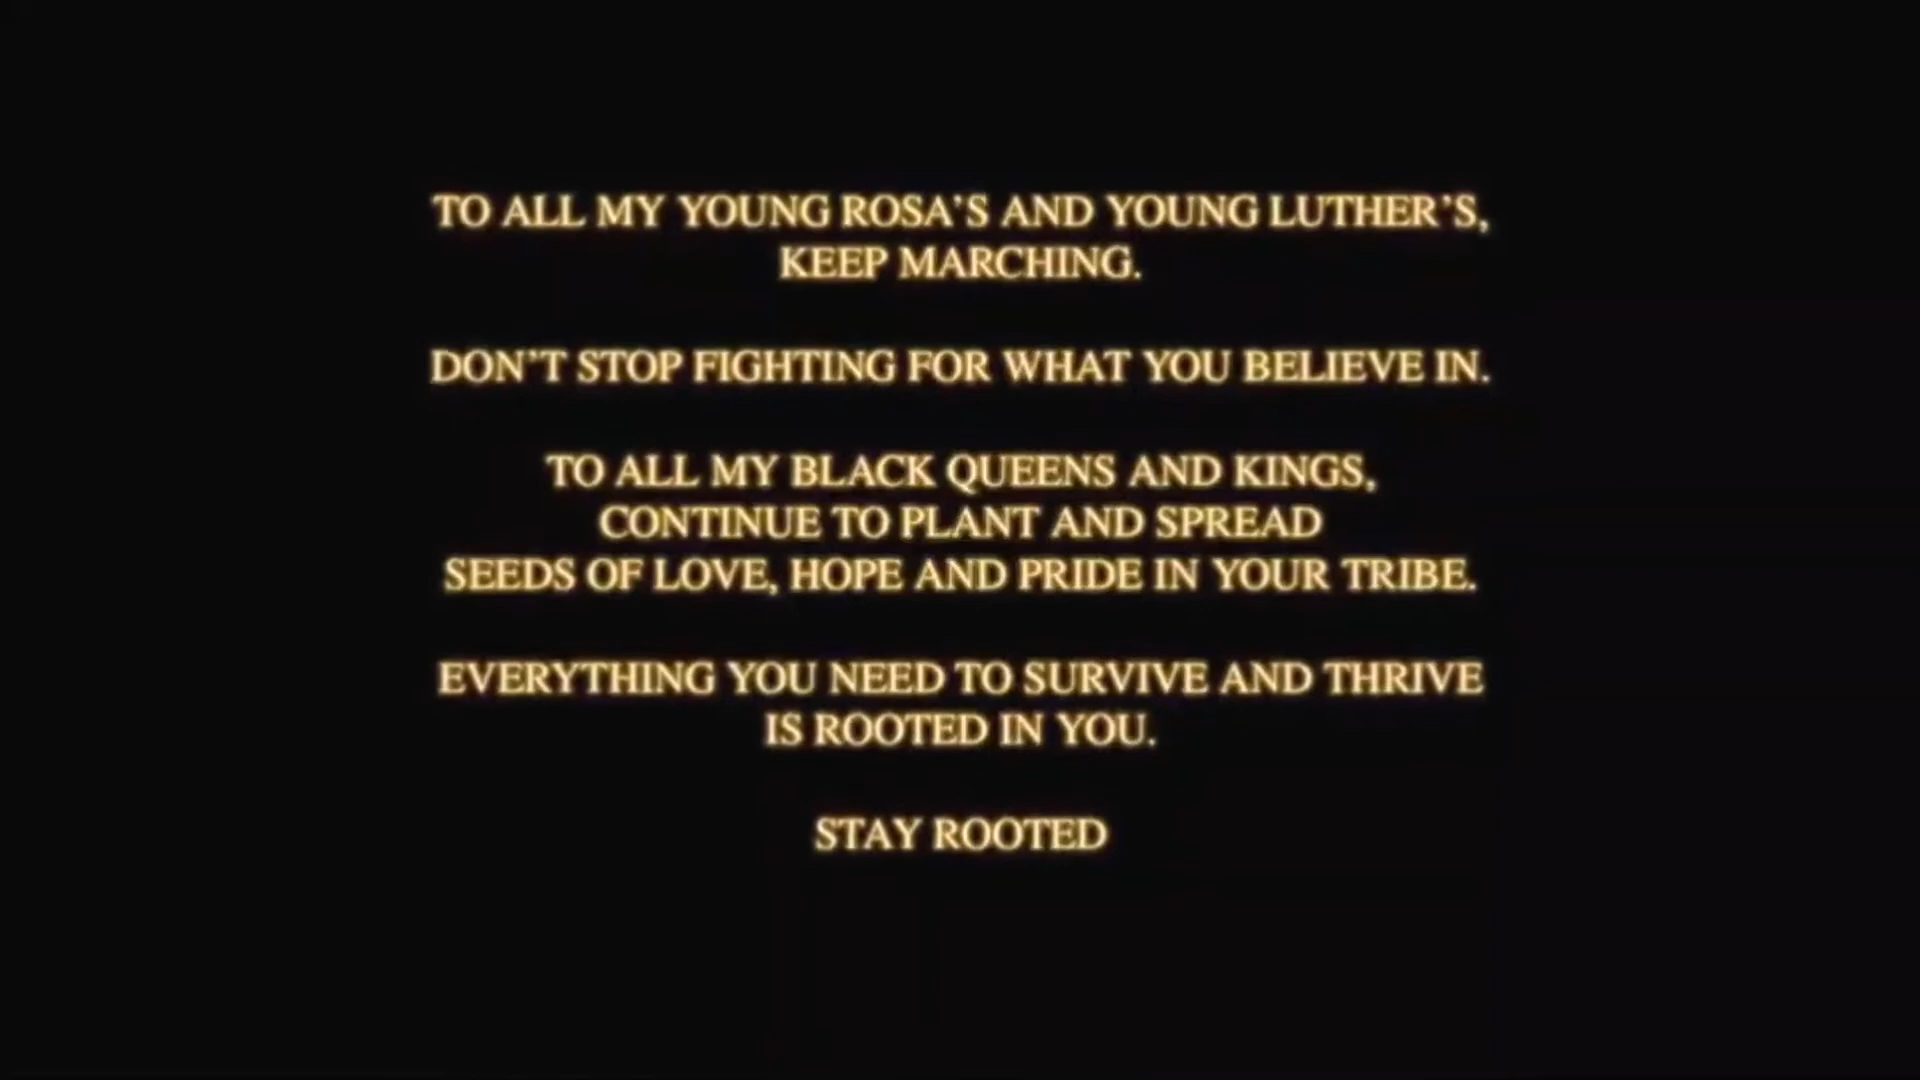 TO ALL MY YOUNG ROSA’S AND YOUNG LUTHER’S,
KEEP MARCHING.
DON’T STOP FIGHTING FOR WHAT YOU BELIEVE IN.
TO ALL MY BLACK QUEENS AND KINGS,
CONTINUE TO PLANT AND SPREAD
SEEDS OF LOVE, HOPE AND PRIDE IN YOUR TRIBE.
EVERYTHING YOU NEED TO SURVIVE AND THRIVE
IS ROOTED IN YOU.
STAY ROOTED